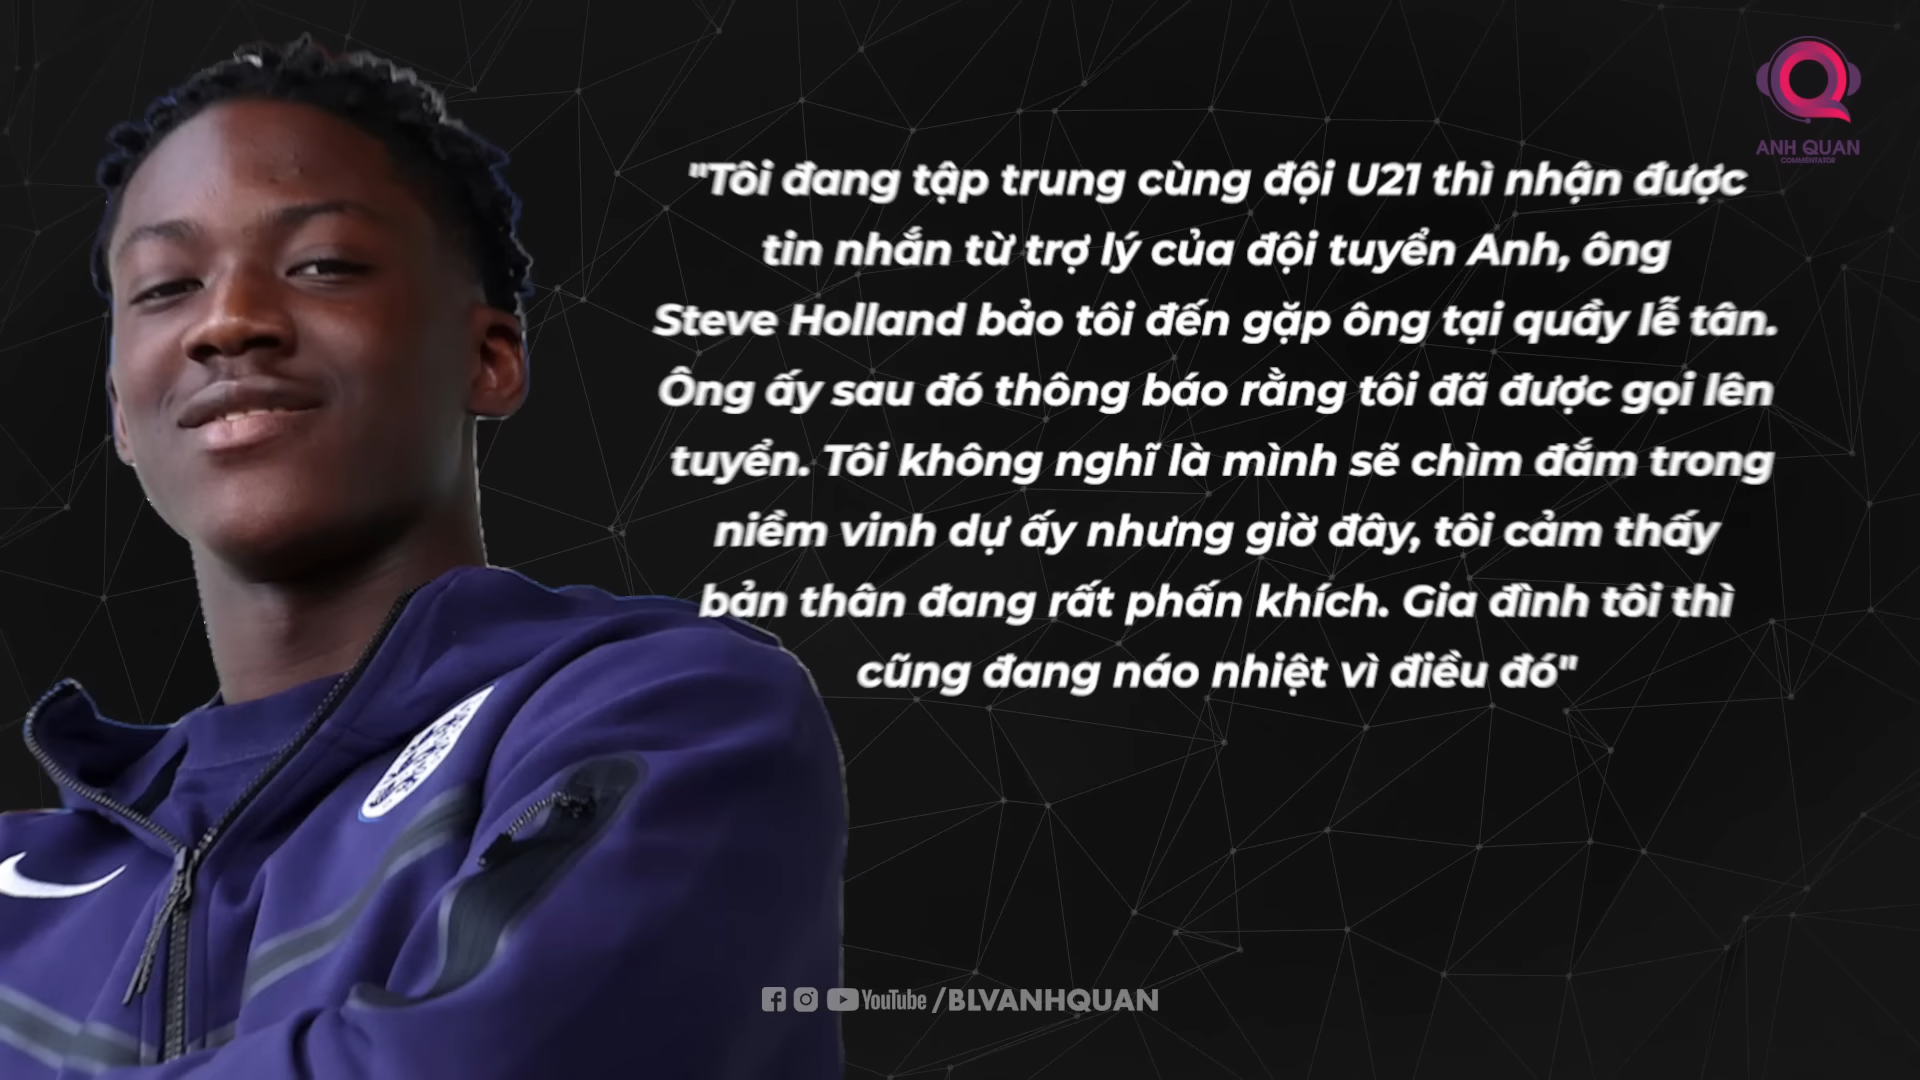 ANH QUAN
COMMENTATOR
"Tôi đang tập trung cùng đội U21 thì nhận được
tin nhắn từ trợ lý của đội tuyển Anh, ông
Steve Holland bảo tôi đến gặp ông tại quầy lễ tân.
Ông ấy sau đó thông báo rằng tôi đã được gọi lên
tuyển. Tôi không nghĩ là mình sẽ chìm đắm trong
niềm vinh dự ấy nhưng giờ đây, tôi cảm thấy
bản thân đang rất phấn khích. Gia đình tôi thì
cũng đang náo nhiệt vì điều đó"
YouTube /BLVANHQUAN